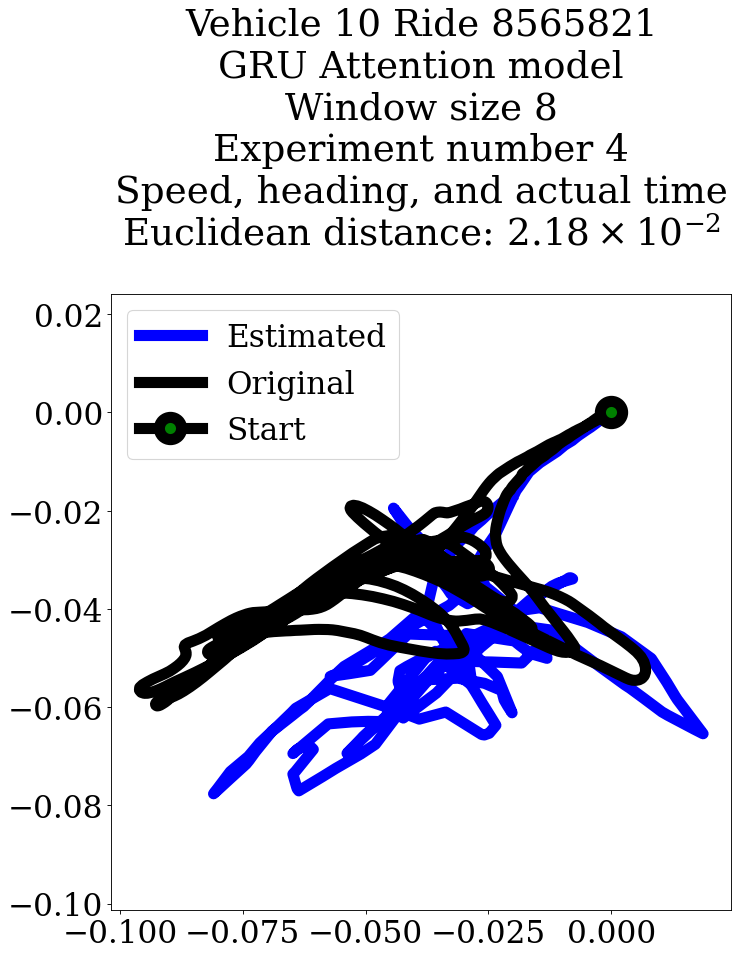 Vehicle 10 Ride 8565821
GRU Attention model
Window size 8
Experiment number 4
Speed, heading, and actual time
Euclidean distance: 2.18 × 10⁻²
Estimated
Original
Start
0.02
0.00
−0.02
−0.04
−0.06
−0.08
−0.10
−0.100 −0.075 −0.050 −0.025 0.000